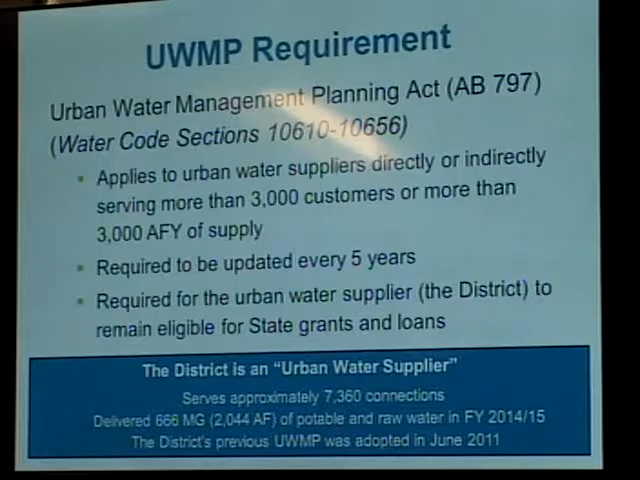 UWMP Requirement
Urban Water Management Planning Act (AB 797)
(Water Code Sections 10610-10656)
Applies to urban water suppliers directly or indirectly
serving more than 3,000 customers or more than
3,000 AFY of supply
Required to be updated every 5 years
Required for the urban water supplier (the District) to
remain eligible for State grants and loans
The District is an “Urban Water Supplier”
Serves approximately 7,360 connections
Delivered 666 MG (2,044 AF) of potable and raw water in FY 2014/15
The District's previous UWMP was adopted in June 2011